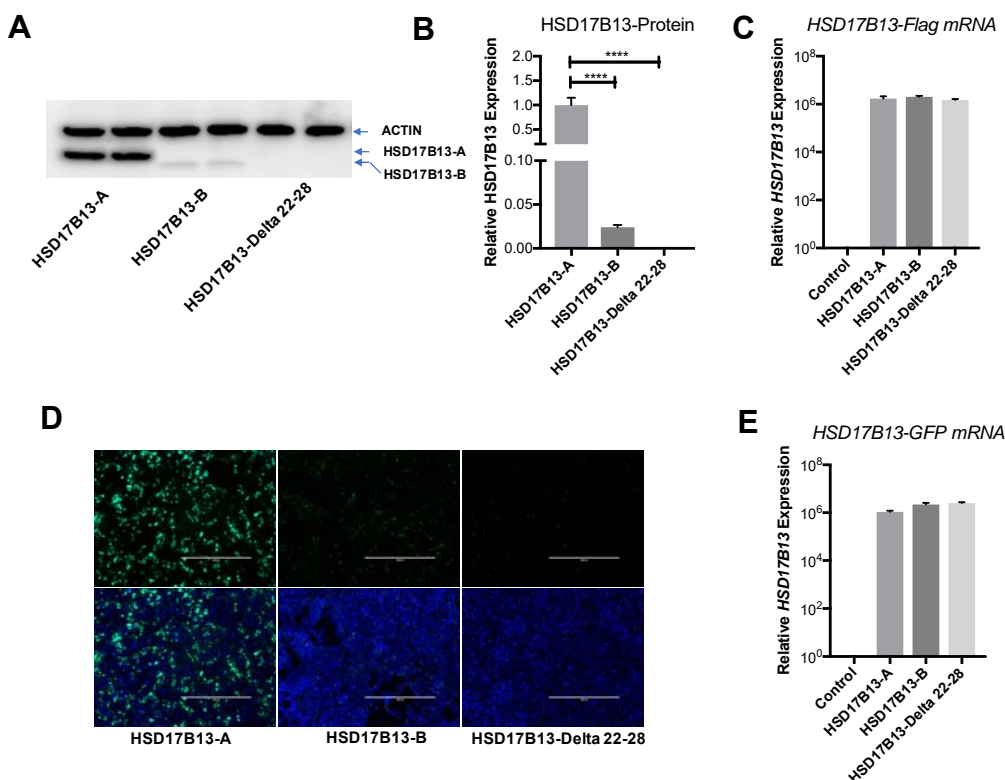 A
ACTIN
HSD17B13-A
HSD17B13-B
HSD17B13-A
HSD17B13-B
HSD17B13-Delta 22-28
B
HSD17B13-Protein
Relative HSD17B13 Expression
2.0
1.5
1.0
0.5
0.10
0.05
0.00
****
****
HSD17B13-A
HSD17B13-B
HSD17B13-Delta 22-28
C
HSD17B13-Flag mRNA
Relative HSD17B13 Expression
10⁸
10⁶
10⁴
10²
10⁰
Control
HSD17B13-A
HSD17B13-B
HSD17B13-Delta 22-28
D
HSD17B13-A
HSD17B13-B
HSD17B13-Delta 22-28
E
HSD17B13-GFP mRNA
Relative HSD17B13 Expression
10⁸
10⁶
10⁴
10²
10⁰
Control
HSD17B13-A
HSD17B13-B
HSD17B13-Delta 22-28